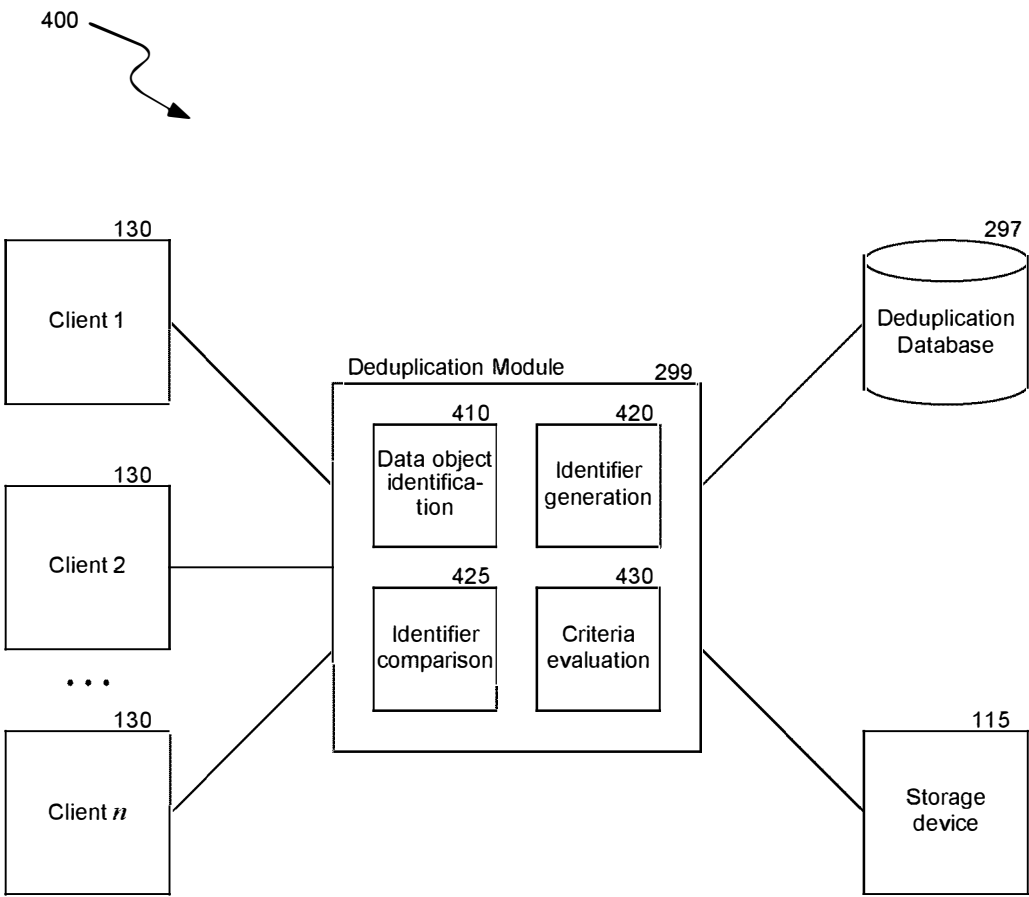 400
130
Client 1
130
Client 2
...
130
Client n
Deduplication Module
299
410
Data object
identifica-
tion
420
Identifier
generation
425
Identifier
comparison
430
Criteria
evaluation
297
Deduplication
Database
115
Storage
device